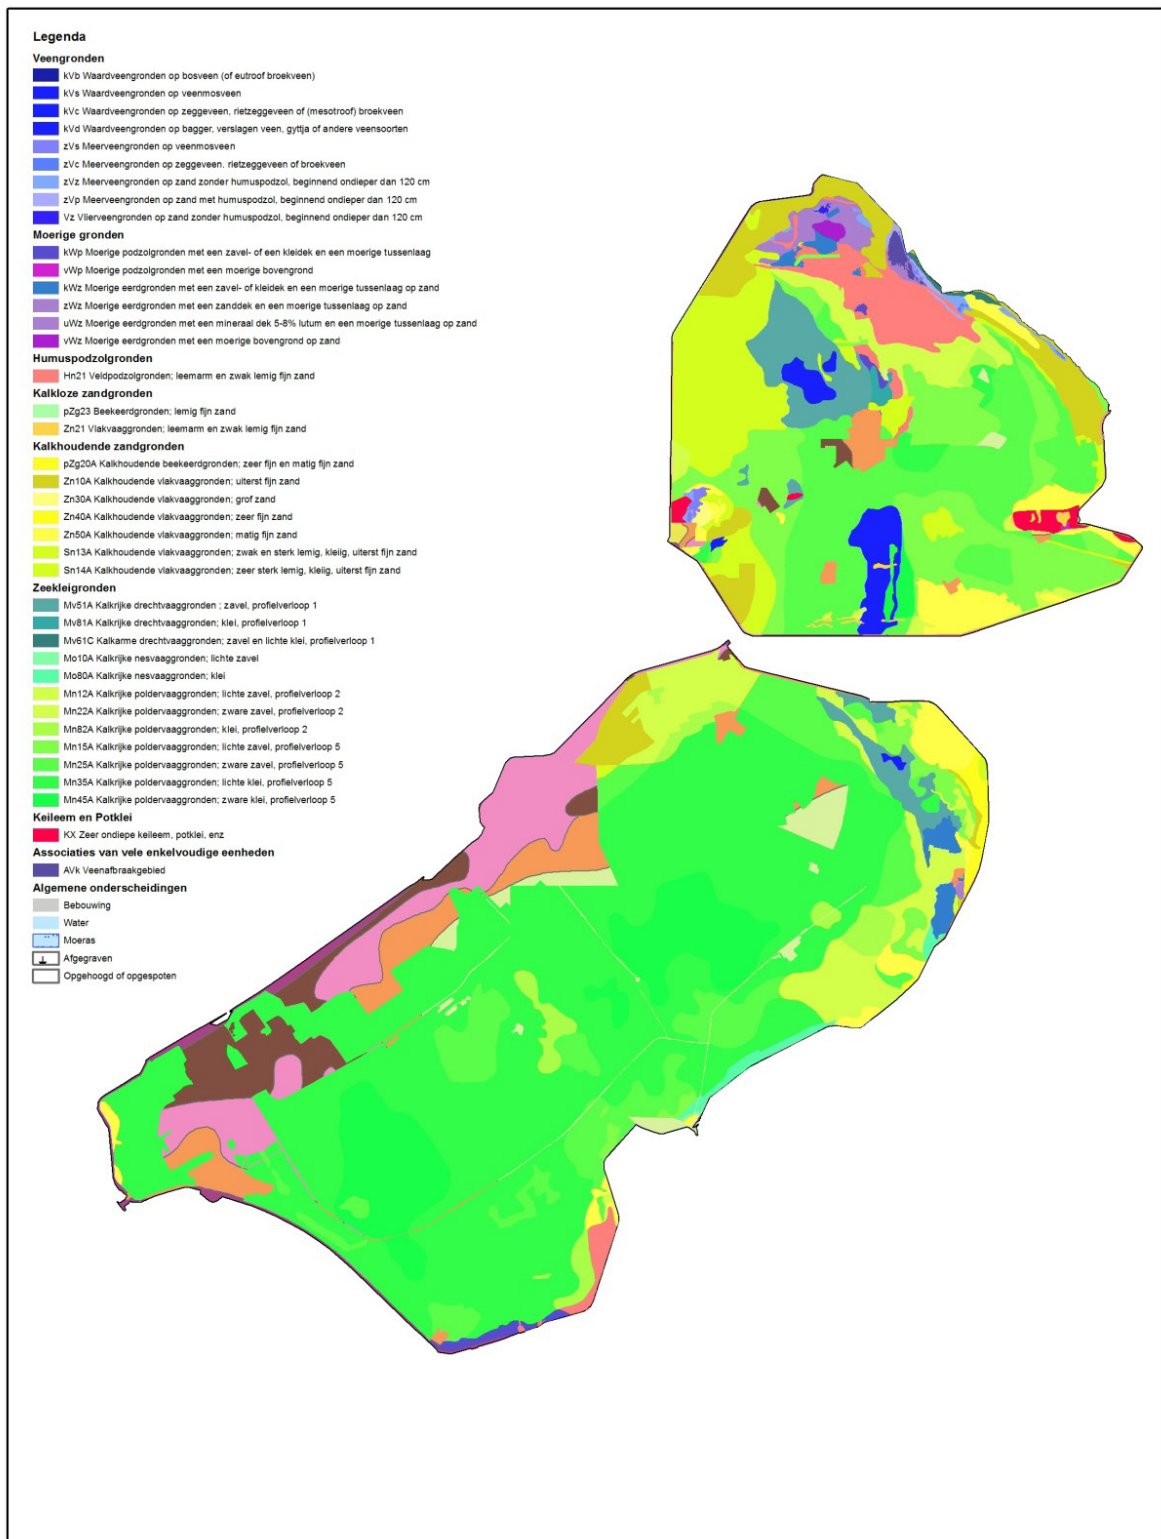 Legenda
Veengronden
kVb Waardveengronden op bosveen (of eutroof broekveen)
kVs Waardveengronden op veenmosveen
kVc Waardveengronden op zeggeveen, rietzeggeveen of (mesotroof) broekveen
kVd Waardveengronden op bagger, verslagen veen, gyttja of andere veensoorten
zVs Meerveengronden op veenmosveen
zVc Meerveengronden op zeggeveen. rietzeggeveen of broekveen
zVz Meerveengronden op zand zonder humuspodzol, beginnend ondieper dan 120 cm
zVp Meerveengronden op zand met humuspodzol, beginnend ondieper dan 120 cm
Vz Vlierveengronden op zand zonder humuspodzol, beginnend ondieper dan 120 cm
Moerige gronden
kWp Moerige podzolgronden met een zavel- of een kleidek en een moerige tussenlaag
vWp Moerige podzolgronden met een moerige bovengrond
kWz Moerige eerdgronden met een zavel- of kleidek en een moerige tussenlaag op zand
zWz Moerige eerdgronden met een zanddek en een moerige tussenlaag op zand
uWz Moerige eerdgronden met een mineraal dek 5-8% lutum en een moerige tussenlaag op zand
vWz Moerige eerdgronden met een moerige bovengrond op zand
Humuspodzolgronden
Hn21 Veldpodzolgronden; leemarm en zwak lemig fijn zand
Kalkloze zandgronden
pZg23 Beekeerdgronden; lemig fijn zand
Zn21 Vlakvaaggronden; leemarm en zwak lemig fijn zand
Kalkhoudende zandgronden
pZg20A Kalkhoudende beekeerdgronden; zeer fijn en matig fijn zand
Zn10A Kalkhoudende vlakvaaggronden; uiterst fijn zand
Zn30A Kalkhoudende vlakvaaggronden; grof zand
Zn40A Kalkhoudende vlakvaaggronden; zeer fijn zand
Zn50A Kalkhoudende vlakvaaggronden; matig fijn zand
Sn13A Kalkhoudende vlakvaaggronden; zwak en sterk lemig, kleiig, uiterst fijn zand
Sn14A Kalkhoudende vlakvaaggronden; zeer sterk lemig, kleiig, uiterst fijn zand
Zeekleigronden
Mv51A Kalkrijke drechtvaaggronden ; zavel, profielverloop 1
Mv81A Kalkrijke drechtvaaggronden; klei, profielverloop 1
Mv61C Kalkarme drechtvaaggronden; zavel en lichte klei, profielverloop 1
Mo10A Kalkrijke nesvaaggronden; lichte zavel
Mo80A Kalkrijke nesvaaggronden; klei
Mn12A Kalkrijke poldervaaggronden; lichte zavel, profielverloop 2
Mn22A Kalkrijke poldervaaggronden; zware zavel, profielverloop 2
Mn82A Kalkrijke poldervaaggronden; klei, profielverloop 2
Mn15A Kalkrijke poldervaaggronden; lichte zavel, profielverloop 5
Mn25A Kalkrijke poldervaaggronden; zware zavel, profielverloop 5
Mn35A Kalkrijke poldervaaggronden; lichte klei, profielverloop 5
Mn45A Kalkrijke poldervaaggronden; zware klei, profielverloop 5
Keileem en Potklei
KX Zeer ondiepe keileem, potklei, enz
Associaties van vele enkelvoudige eenheden
AVk Veenafbraakgebied
Algemene onderscheidingen
Bebouwing
Water
Moeras
Afgegraven
Opgehoogd of opgespoten